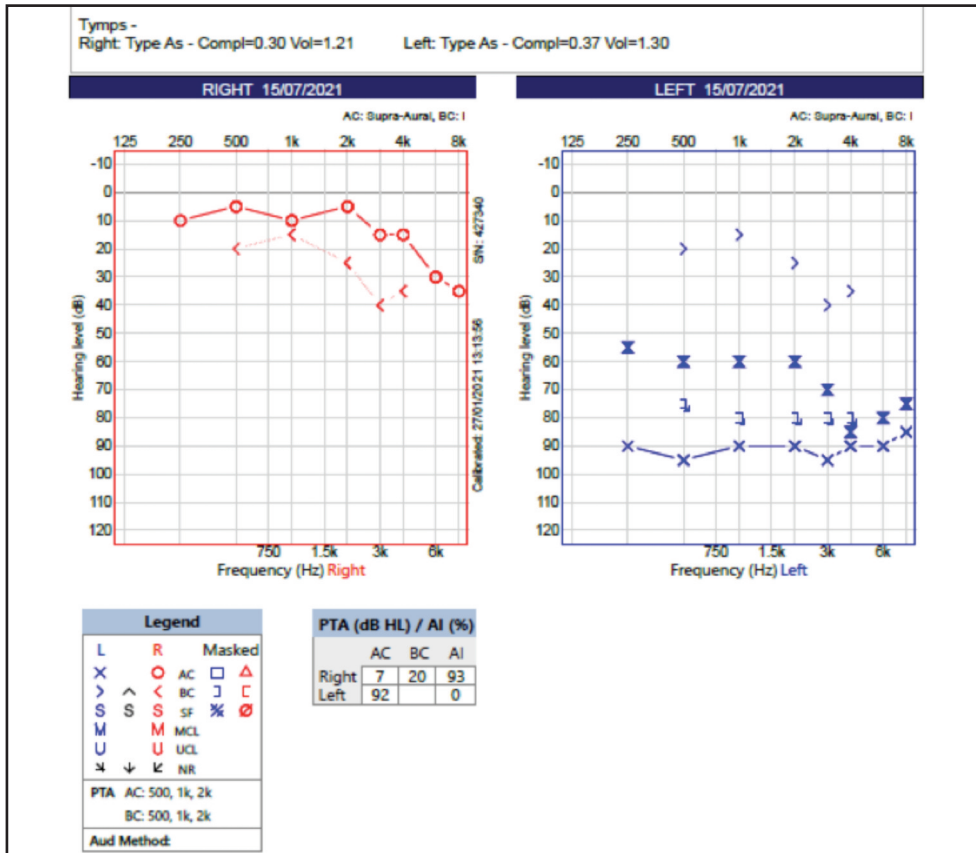 Tymps -
Right: Type As - Compl=0.30 Vol=1.21 Left: Type As - Compl=0.37 Vol=1.30
RIGHT 15/07/2021
AC: Supra-Aural, BC: I
125 250 500 1k 2k 4k 8k
-10
0
10
20
30
40
50
60
70
80
90
100
110
120
Hearing level (dB)
750 1.5k 3k 6k
Frequency (Hz) Right
S/N: 427340
Calibrated: 27/01/2021 13:13:56
LEFT 15/07/2021
AC: Supra-Aural, BC: I
125 250 500 1k 2k 4k 8k
-10
0
10
20
30
40
50
60
70
80
90
100
110
120
Hearing level (dB)
750 1.5k 3k 6k
Frequency (Hz) Left
Legend
L R Masked
AC
BC
S S S SF
M M MCL
U U UCL
NR
PTA AC: 500, 1k, 2k
BC: 500, 1k, 2k
Aud Method:
PTA (dB HL) / AI (%)
AC BC AI
Right 7 20 93
Left 92 0